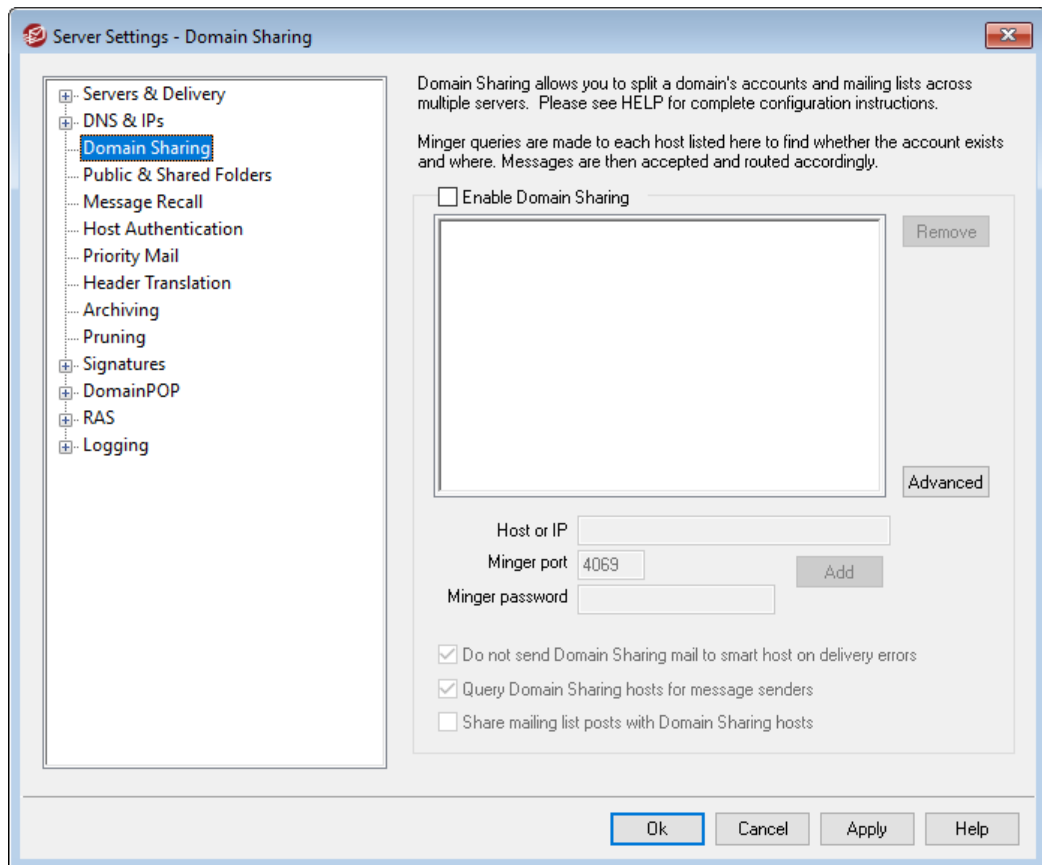 Server Settings - Domain Sharing
Servers & Delivery
DNS & IPs
Domain Sharing
Public & Shared Folders
Message Recall
Host Authentication
Priority Mail
Header Translation
Archiving
Pruning
Signatures
DomainPOP
RAS
Logging
Domain Sharing allows you to split a domain's accounts and mailing lists across
multiple servers.  Please see HELP for complete configuration instructions.
Minger queries are made to each host listed here to find whether the account exists
and where. Messages are then accepted and routed accordingly.
Enable Domain Sharing
Remove
Advanced
Host or IP
Minger port 4069
Add
Minger password
Do not send Domain Sharing mail to smart host on delivery errors
Query Domain Sharing hosts for message senders
Share mailing list posts with Domain Sharing hosts
Ok Cancel Apply Help